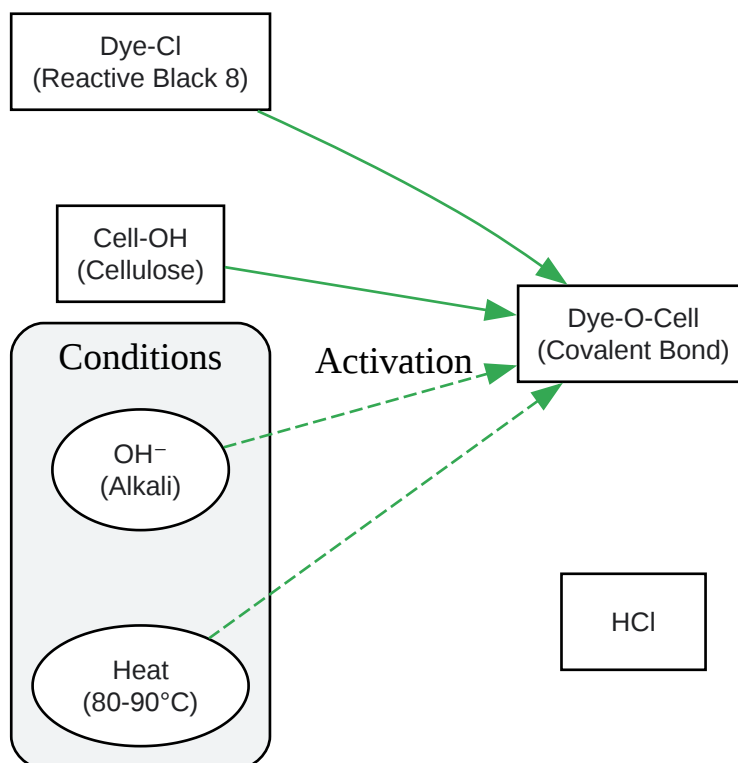 Dye-Cl
(Reactive Black 8)
Cell-OH
(Cellulose)
Dye-O-Cell
(Covalent Bond)
Conditions
Activation
OH⁻
(Alkali)
HCl
Heat
(80-90°C)